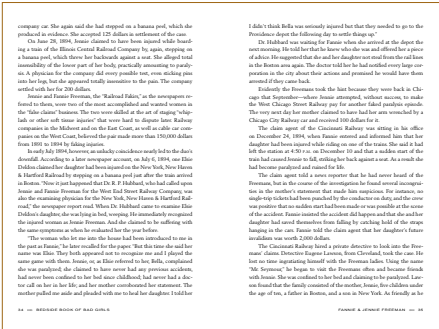 company car. She again said she had stepped on a banana peel, which she
produced in evidence. She accepted 125 dollars in settlement of the case.
On June 28, 1894, Jennie claimed to have been injured while board-
ing a train of the Illinois Central Railroad Company by, again, stepping on
a banana peel, which threw her backwards against a seat. She alleged total
insensibility of the lower part of her body, practically amounting to paraly-
sis. A physician for the company did every possible test, even sticking pins
into her legs, but she appeared totally insensitive to the pain. The company
settled with her for 200 dollars.
Jennie and Fannie Freeman, the "Railroad Fakirs," as the newspapers re-
ferred to them, were two of the most accomplished and wanted women in
the "fake claims" business. The two were skilled at the art of staging "whip-
lash or other soft tissue injuries" that were hard to dispute later. Railway
companies in the Midwest and on the East Coast, as well as cable car com-
panies on the West Coast, believed the pair made more than 150,000 dollars
from 1891 to 1894 by faking injuries.
In early July 1894, however, an unlucky coincidence nearly led to the duo's
downfall. According to a later newspaper account, on July 6, 1894, one Elsie
Deldon claimed her daughter had been injured on the New York, New Haven
& Hartford Railroad by stepping on a banana peel just after the train arrived
in Boston. "Now it just happened that Dr. R. P. Hubbard, who had called upon
Jennie and Fannie Freeman for the West End Street Railway Company, was
also the examining physician for the New York, New Haven & Hartford Rail-
road," the newspaper report read. When Dr. Hubbard came to examine Elsie
Deldon's daughter, she was lying in bed, weeping. He immediately recognized
the injured woman as Jennie Freeman. And she claimed to be suffering with
the same symptoms as when he evaluated her the year before.
"The woman who let me into the house had been introduced to me in
the past as Fannie," he later recalled for the paper. "But this time she said her
name was Elsie. They both appeared not to recognize me and I played the
same game with them. Jennie, or, as Elsie referred to her, Bella, complained
she was paralyzed; she claimed to have never had any previous accidents,
had never been confined to her bed since childhood; had never had a doc-
tor call on her in her life; and her mother corroborated her statement. The
mother pulled me aside and pleaded with me to heal her daughter. I told her
34 — BEDSIDE BOOK OF BAD GIRLS
I didn't think Bella was seriously injured but that they needed to go to the
Providence depot the following day to settle things up."
Dr. Hubbard was waiting for Fannie when she arrived at the depot the
next morning. He told her that he knew who she was and offered her a piece
of advice. He suggested that she and her daughter not steal from the rail lines
in the Boston area again. The doctor told her he had notified every large cor-
poration in the city about their actions and promised he would have them
arrested if they came back.
Evidently the Freemans took the hint because they were back in Chi-
cago that September—where Jennie attempted, without success, to make
the West Chicago Street Railway pay for another faked paralysis episode.
The very next day her mother claimed to have had her arm wrenched by a
Chicago City Railway car and received 100 dollars for it.
The claim agent of the Cincinnati Railway was sitting in his office
on December 24, 1894, when Fannie entered and informed him that her
daughter had been injured while riding on one of the trains. She said it had
left the station at 4:50 P.M. on December 10 and that a sudden start of the
train had caused Jennie to fall, striking her back against a seat. As a result she
had become paralyzed and ruined for life.
The claim agent told a news reporter that he had never heard of the
Freemans, but in the course of the investigation he found several incongrui-
ties in the mother's statement that made him suspicious. For instance, no
single-trip tickets had been punched by the conductor on duty, and the crew
was positive that no sudden start had been made or was possible at the scene
of the accident. Fannie insisted the accident did happen and that she and her
daughter had saved themselves from falling by catching hold of the straps
hanging in the car. Fannie told the claim agent that her daughter's future
invalidism was worth 2,000 dollars.
The Cincinnati Railway hired a private detective to look into the Free-
mans' claims. Detective Eugene Lawson, from Cleveland, took the case. He
lost no time ingratiating himself with the Freeman ladies. Using the name
"Mr. Seymour," he began to visit the Freemans often and became friends
with Jennie. She was confined to her bed and claiming to be paralyzed. Law-
son found that the family consisted of the mother, Jennie, five children under
the age of ten, a father in Boston, and a son in New York. As friendly as he
FANNIE & JENNIE FREEMAN — 35